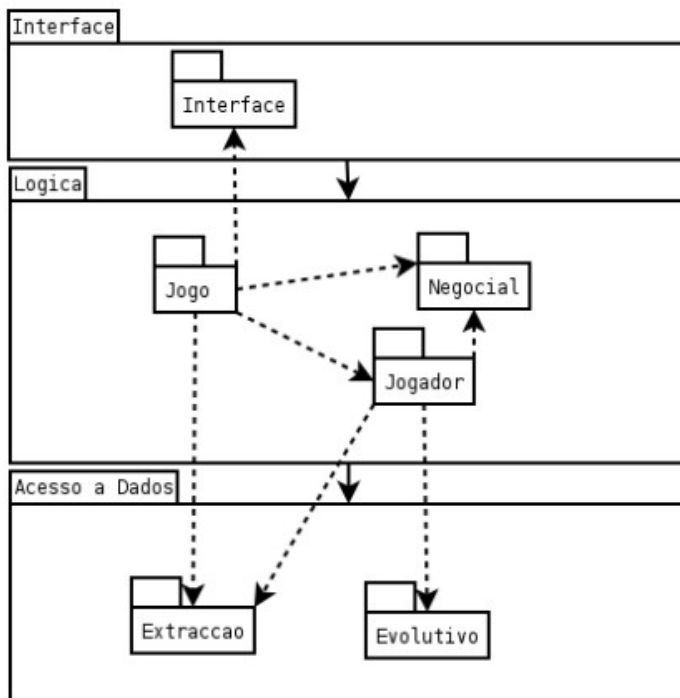 Interface
Interface
Logica
Jogo
Negocial
Jogador
Acesso a Dados
Extraccao
Evolutivo